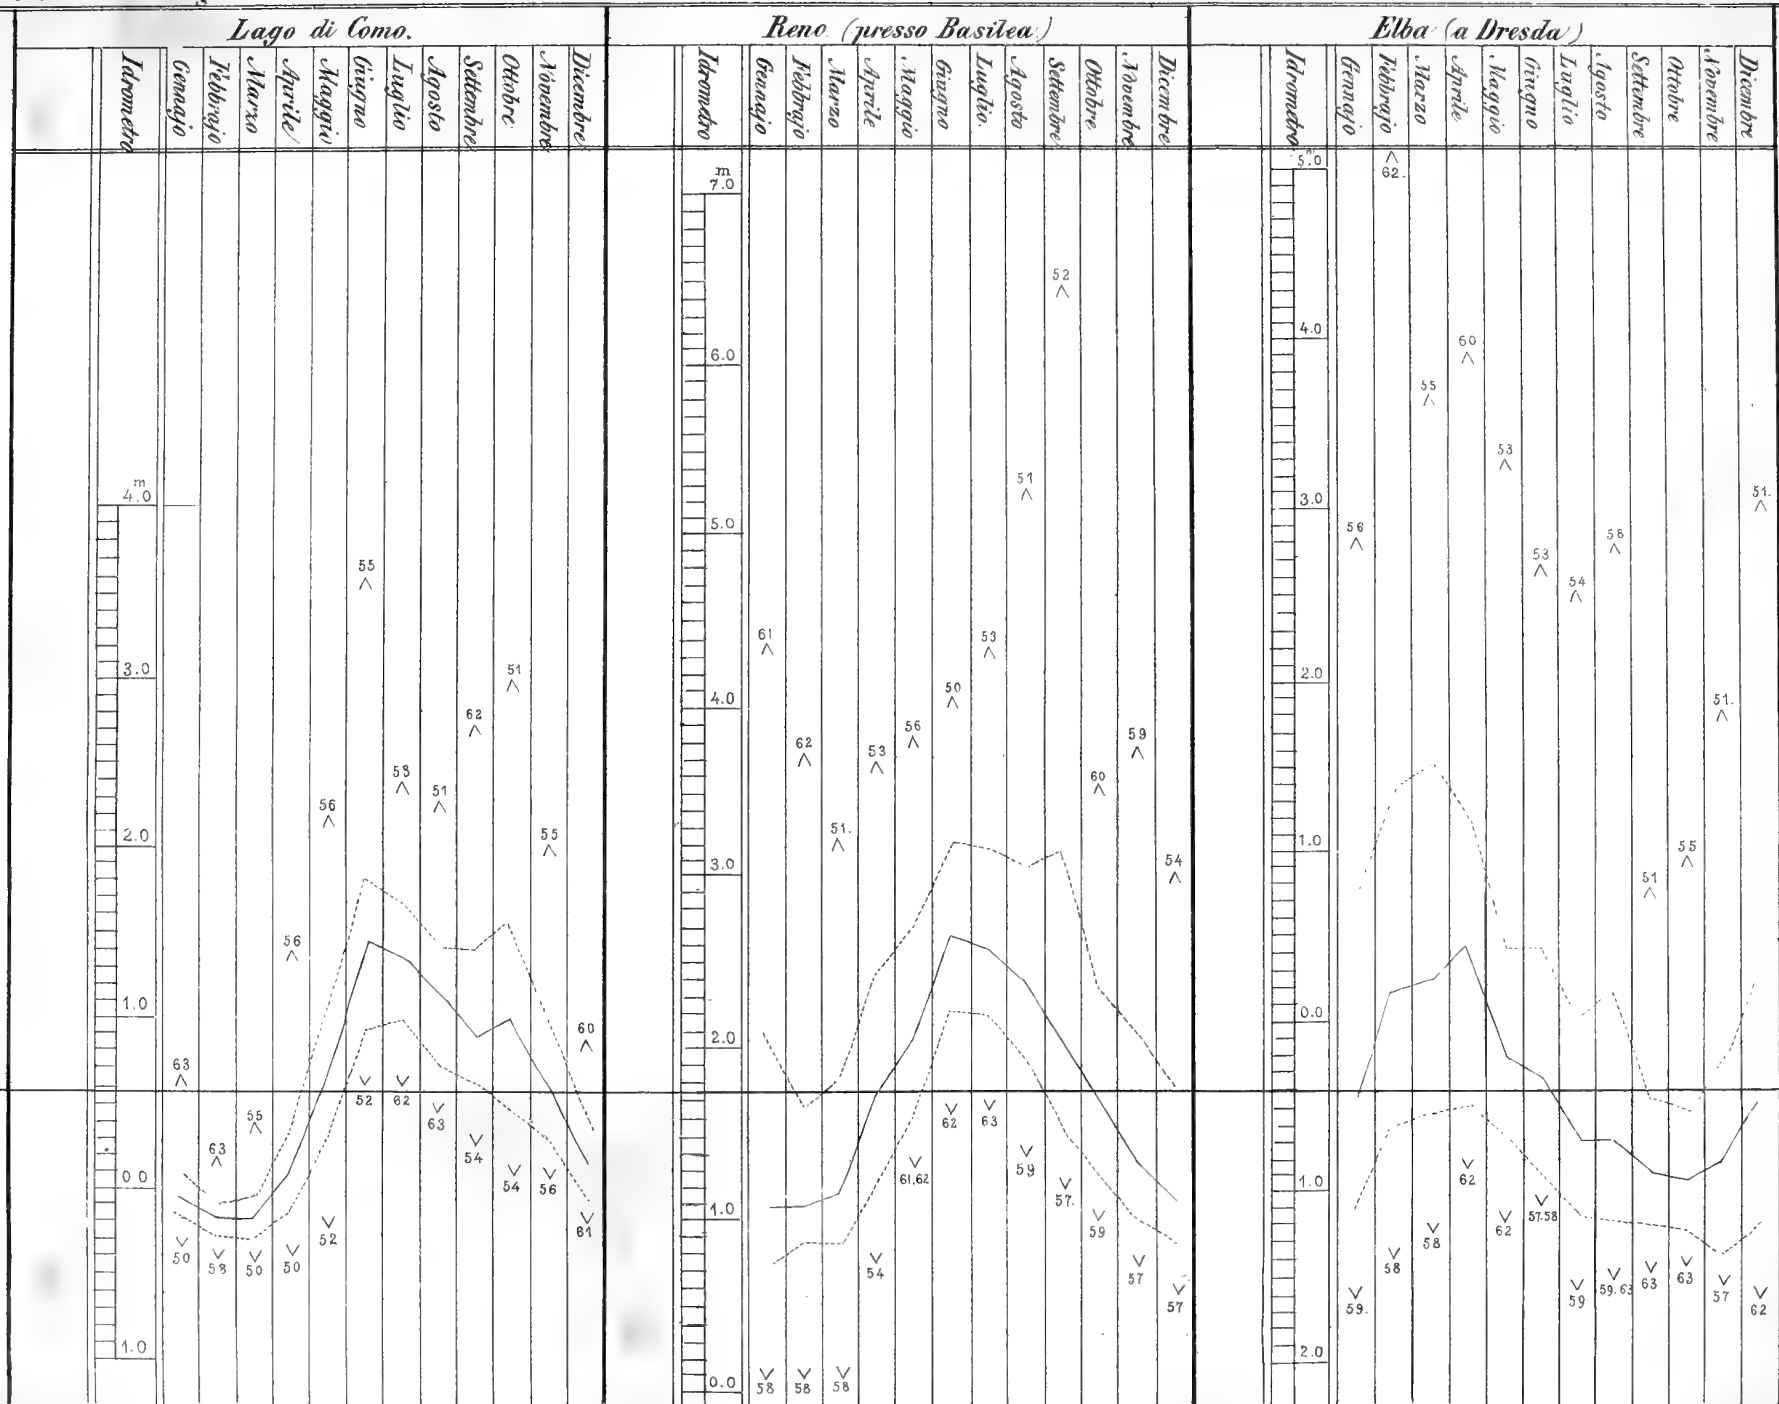 Lago di Como. Reno (presso Basilea) Elba (a Dresda)
Idrometro Gennajo Febbrajo Marzo Aprile Maggio Giugno Luglio Agosto Settembre Ottobre Novembre Dicembre
Idrometro Gennajo Febbrajo Marzo Aprile Maggio Giugno Luglio. Agosto Settembre Ottobre Novembre Dicembre
Idrometro Gennajo Febbrajo Marzo Aprile Maggio Giugno Luglio Agosto Settembre Ottobre Novembre Dicembre
m
4.0
3.0
2.0
1.0
0.0
1.0
63 63 55 56 56 55 53 51 62 51 55 60
50 58 50 50 52 52 62 63 54 54 56 61
m
7.0
6.0
5.0
4.0
3.0
2.0
1.0
0.0
61 62 51. 53 56 50 53 51 52 60 59 54
58 58 58 54 61,62 62 63 59 57. 59 57 57
5.0
4.0
3.0
2.0
1.0
0.0
1.0
2.0
56 62. 55 60 53 53 54 58 51 55 51. 51.
59. 58 58 62 62 57.58 59 59.63 63 63 57 62